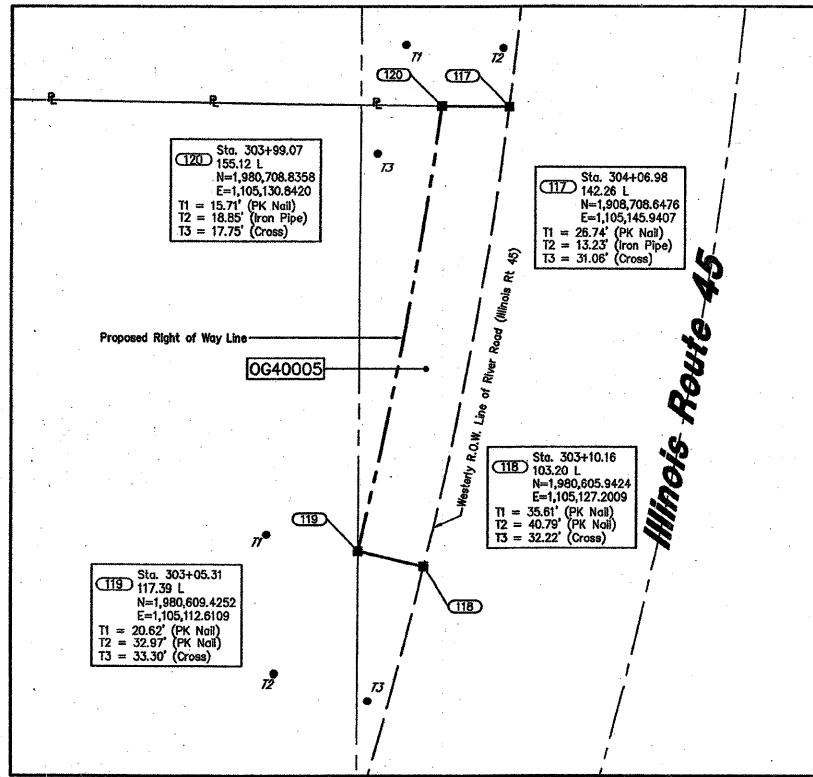 T1
T2
120
117
PL
PL
PL
T3
120
Sta. 303+99.07
155.12 L
N=1,980,708.8358
E=1,105,130.8420
T1 = 15.71' (PK Nail)
T2 = 18.85' (Iron Pipe)
T3 = 17.75' (Cross)
117
Sta. 304+06.98
142.26 L
N=1,908,708.6476
E=1,105,145.9407
T1 = 26.74' (PK Nail)
T2 = 13.23' (Iron Pipe)
T3 = 31.06' (Cross)
Proposed Right of Way Line
OG40005
Westerly R.O.W. Line of River Road (Illinois Rt 45)
Illinois Route 45
118
Sta. 303+10.16
103.20 L
N=1,980,605.9424
E=1,105,127.2009
T1 = 35.61' (PK Nail)
T2 = 40.79' (PK Nail)
T3 = 32.22' (Cross)
119
T1
118
119
Sta. 303+05.31
117.39 L
N=1,980,609.4252
E=1,105,112.6109
T1 = 20.62' (PK Nail)
T2 = 32.97' (PK Nail)
T3 = 33.30' (Cross)
T2
T3